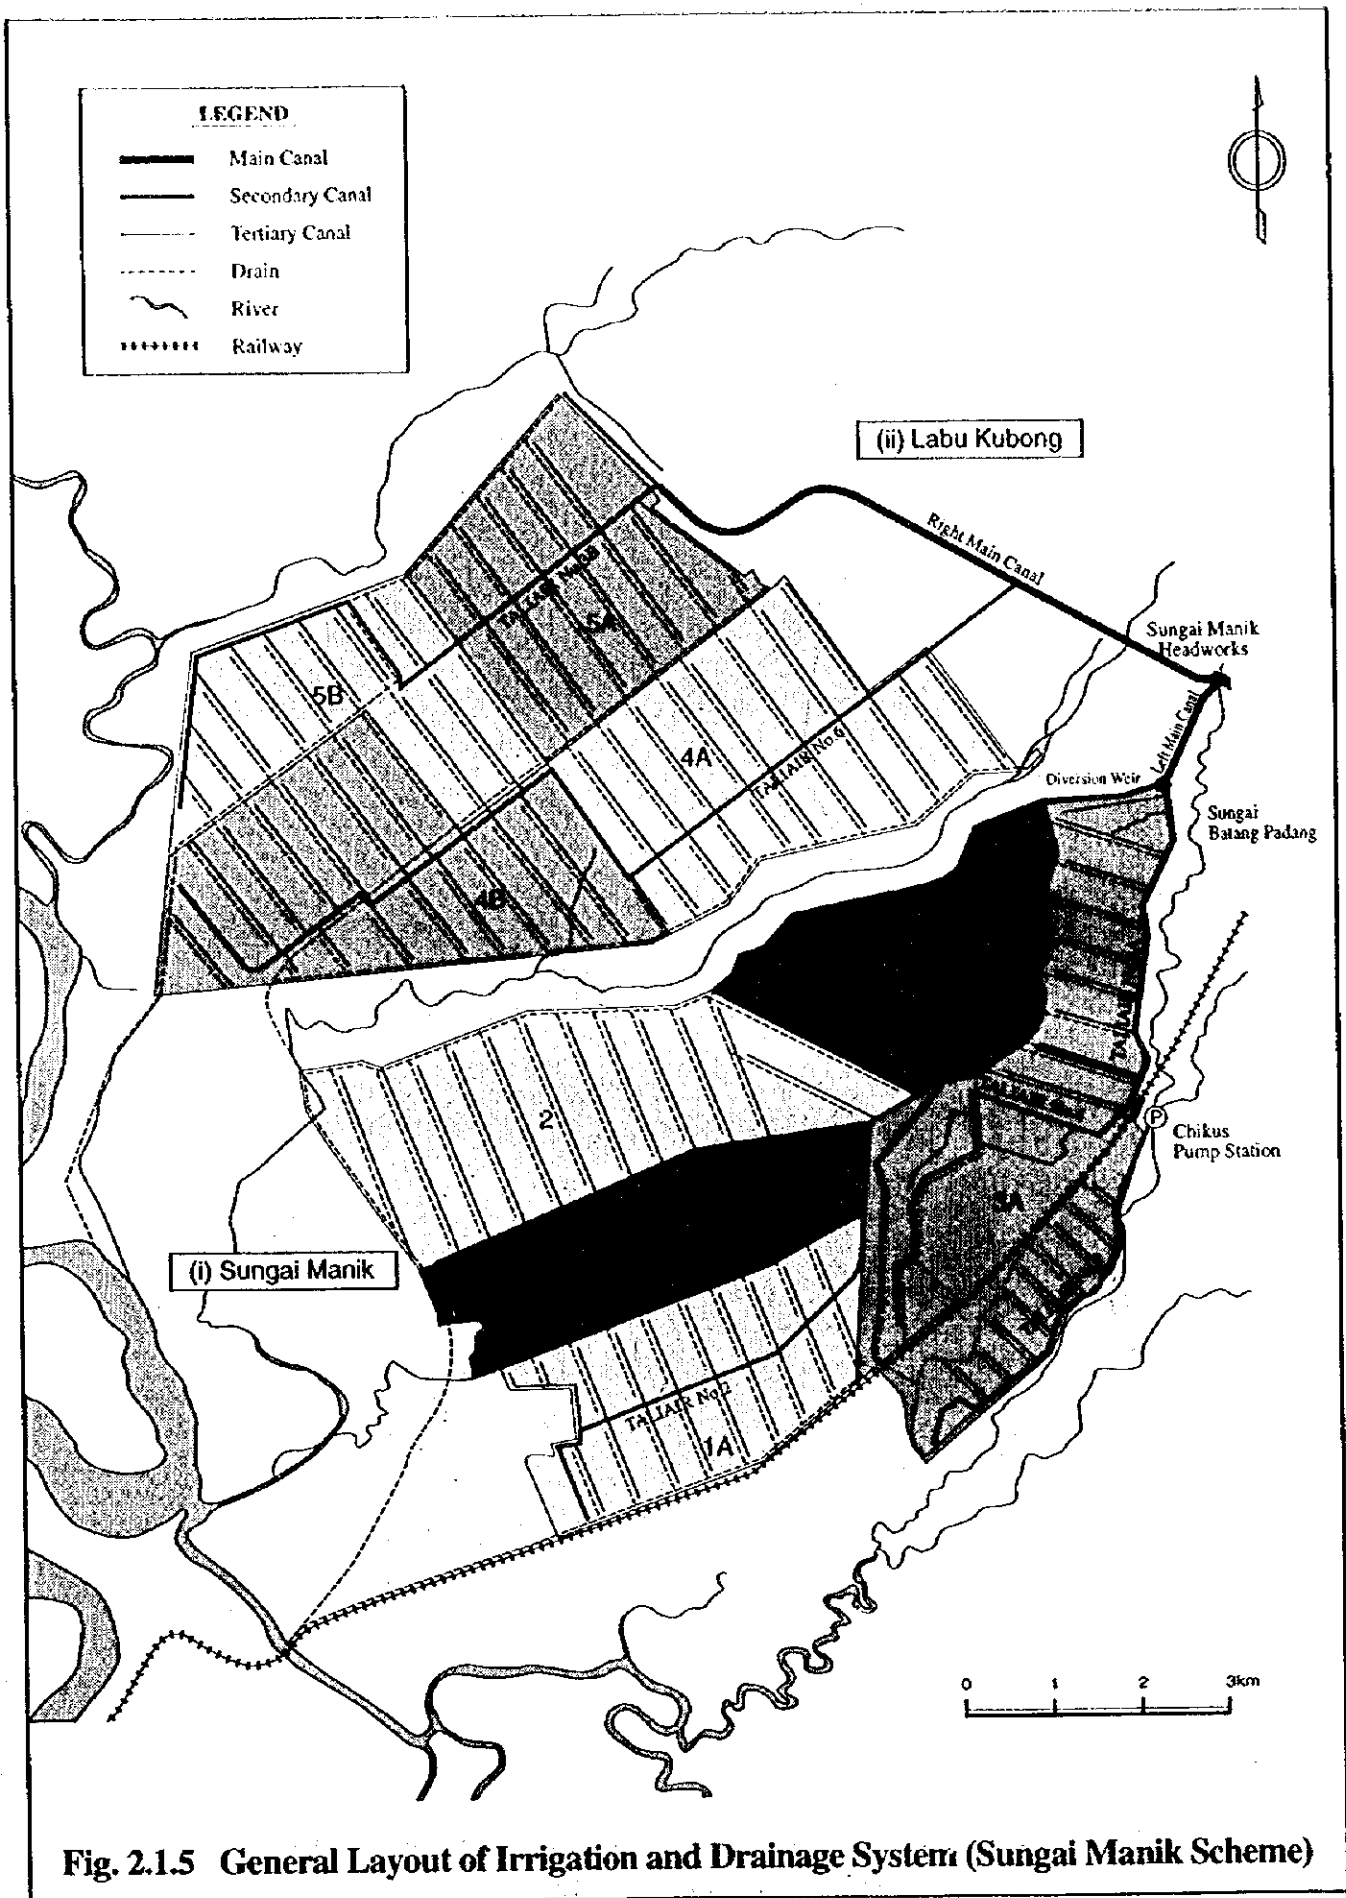 LEGEND
Main Canal
Secondary Canal
Tertiary Canal
Drain
River
Railway
(ii) Labu Kubong
Right Main Canal
Sungai Manik
Headworks
Left Main Canal
Diversion Weir
Sungai
Batang Padang
5A
5B
4A
TALIAIR No.6
4B
2
P
Chikus
Pump Station
3A
(i) Sungai Manik
TALIAIR No.2
1A
0 1 2 3km
Fig. 2.1.5 General Layout of Irrigation and Drainage System (Sungai Manik Scheme)